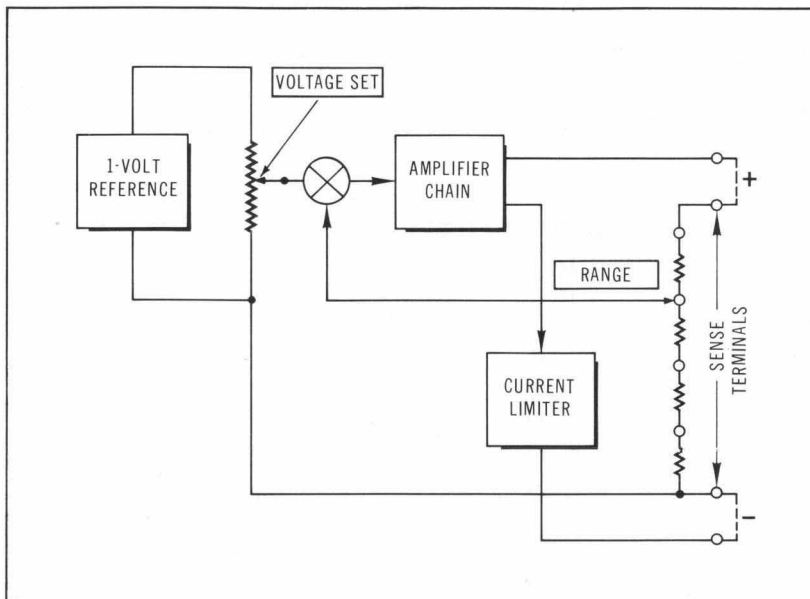 VOLTAGE SET
1-VOLT
REFERENCE
AMPLIFIER
CHAIN
+
RANGE
SENSE
TERMINALS
CURRENT
LIMITER
-